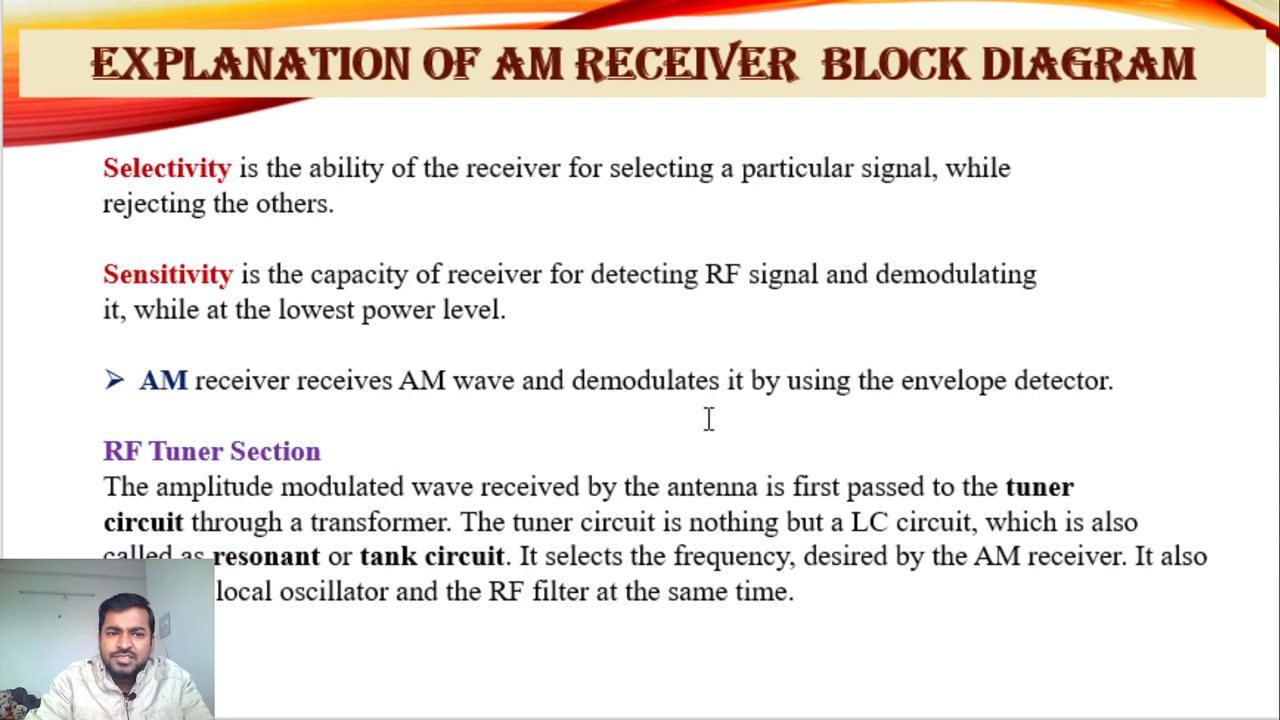 EXPLANATION OF AM RECEIVER BLOCK DIAGRAM
Selectivity is the ability of the receiver for selecting a particular signal, while
rejecting the others.
Sensitivity is the capacity of receiver for detecting RF signal and demodulating
it, while at the lowest power level.
➢ AM receiver receives AM wave and demodulates it by using the envelope detector.
RF Tuner Section
The amplitude modulated wave received by the antenna is first passed to the tuner
circuit through a transformer. The tuner circuit is nothing but a LC circuit, which is also
called as resonant or tank circuit. It selects the frequency, desired by the AM receiver. It also
local oscillator and the RF filter at the same time.